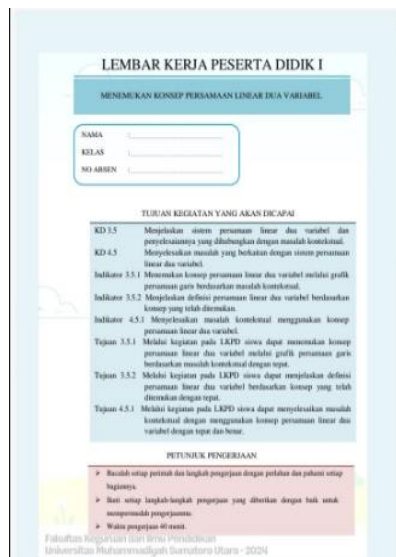 LEMBAR KERJA PESERTA DIDIK I
MENEMUKAN KONSEP PERSAMAAN LINEAR DUA VARIABEL
NAMA :
KELAS :
NO ABSEN :
TUJUAN KEGIATAN YANG AKAN DICAPAI
KD 3.5 Menjelaskan sistem persamaan linear dua variabel dan
penyelesaiannya yang dihubungkan dengan masalah kontekstual.
KD 4.5 Menyelesaikan masalah yang berkaitan dengan sistem persamaan
linear dua variabel.
Indikator 3.5.1 Menemukan konsep persamaan linear dua variabel melalui grafik
persamaan garis berdasarkan masalah kontekstual.
Indikator 3.5.2 Menjelaskan definisi persamaan linear dua variabel berdasarkan
konsep yang telah ditemukan.
Indikator 4.5.1 Menyelesaikan masalah kontekstual menggunakan konsep
persamaan linear dua variabel.
Tujuan 3.5.1 Melalui kegiatan pada LKPD siswa dapat menemukan konsep
persamaan linear dua variabel melalui grafik persamaan garis
berdasarkan masalah kontekstual dengan tepat.
Tujuan 3.5.2 Melalui kegiatan pada LKPD siswa dapat menjelaskan definisi
persamaan linear dua variabel berdasarkan konsep yang telah
ditemukan dengan tepat.
Tujuan 4.5.1 Melalui kegiatan pada LKPD siswa dapat menyelesaikan masalah
kontekstual dengan menggunakan konsep persamaan linear dua
variabel dengan tepat dan benar.
PETUNJUK PENGERJAAN
➢ Bacalah setiap perintah dan langkah pengerjaan dengan perlahan dan pahami setiap
bagiannya.
➢ Ikuti setiap langkah-langkah pengerjaan yang diberikan dengan baik untuk
mempermudah pengerjaanmu.
➢ Waktu pengerjaan 40 menit.
Fakultas Keguruan dan Ilmu Pendidikan
Universitas Muhammadiyah Sumatera Utara - 2024